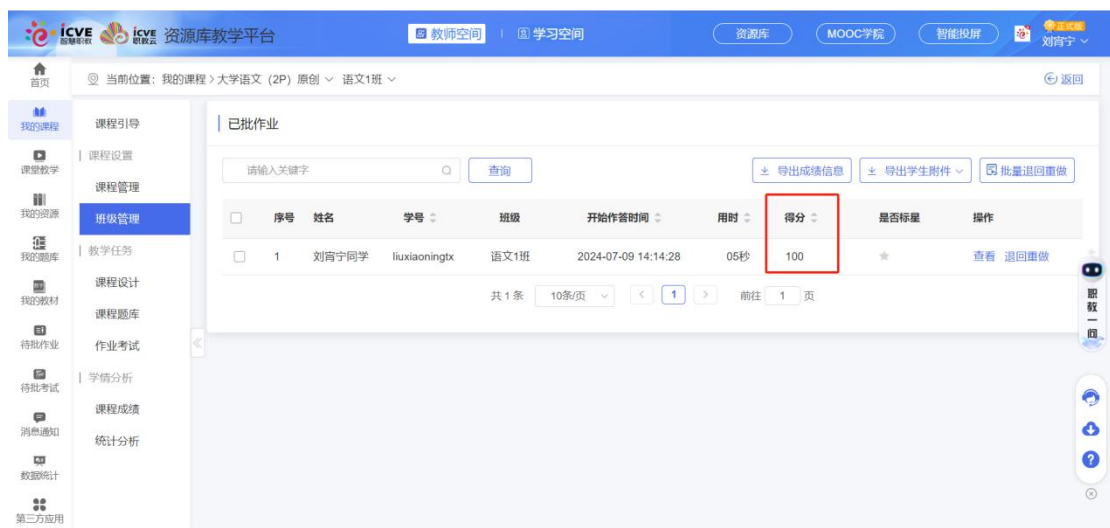 icve 智慧职教 icve 职教云 资源库教学平台 教师空间 学习空间 资源库 MOOC学院 智能投屏 正式版 刘宵宁
首页
当前位置: 我的课程 > 大学语文 (2P) 原创 语文1班 返回
我的课程
课堂教学
我的资源
我的题库
我的教材
待批作业
待批考试
消息通知
数据统计
第三方应用
课程引导
课程设置
课程管理
班级管理
教学任务
课程设计
课程题库
作业考试
学情分析
课程成绩
统计分析
已批作业
请输入关键字 查询 导出成绩信息 导出学生附件 批量退回重做
序号 姓名 学号 班级 开始作答时间 用时 得分 是否标星 操作
1 刘宵宁同学 liuxiaoningtx 语文1班 2024-07-09 14:14:28 05秒 100 查看 退回重做
共 1 条 10条/页 < 1 > 前往 1 页
职教一问